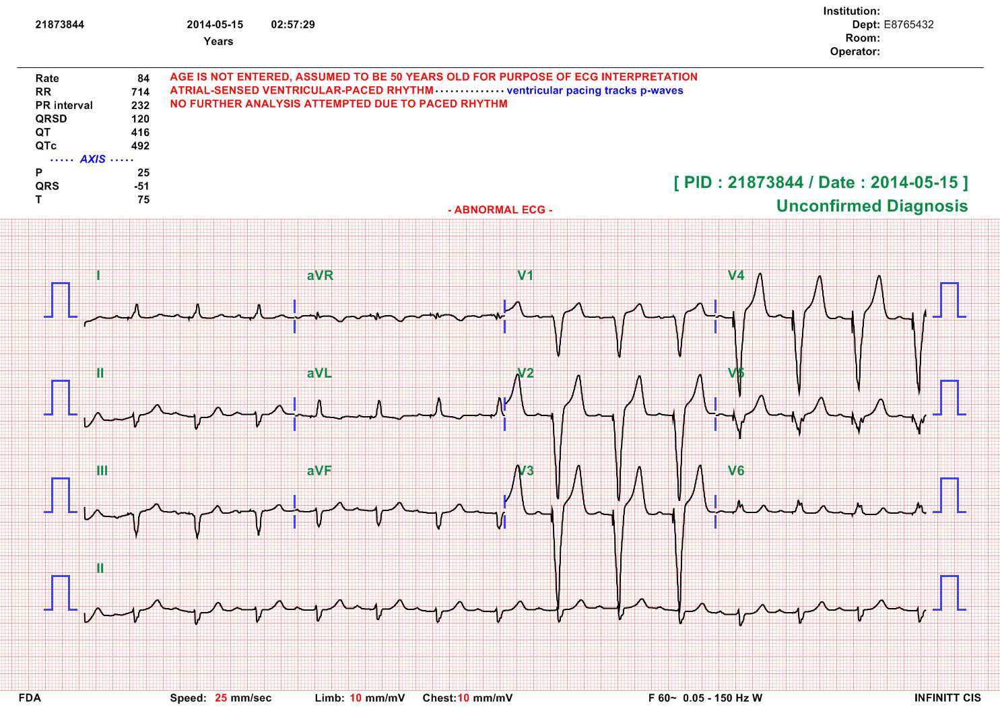 Institution:
21873844 2014-05-15 02:57:29 Dept: E8765432
Years Room:
Operator:
Rate 84 AGE IS NOT ENTERED, ASSUMED TO BE 50 YEARS OLD FOR PURPOSE OF ECG INTERPRETATION
RR 714 ATRIAL-SENSED VENTRICULAR-PACED RHYTHM·············· ventricular pacing tracks p-waves
PR interval 232 NO FURTHER ANALYSIS ATTEMPTED DUE TO PACED RHYTHM
QRSD 120
QT 416
QTc 492
····· AXIS ·····
P 25
QRS -51
T 75
[ PID : 21873844 / Date : 2014-05-15 ]
Unconfirmed Diagnosis
- ABNORMAL ECG -
I aVR V1 V4
II aVL V2 V5
III aVF V3 V6
II
FDA Speed: 25 mm/sec Limb: 10 mm/mV Chest:10 mm/mV F 60~ 0.05 - 150 Hz W INFINITT CIS